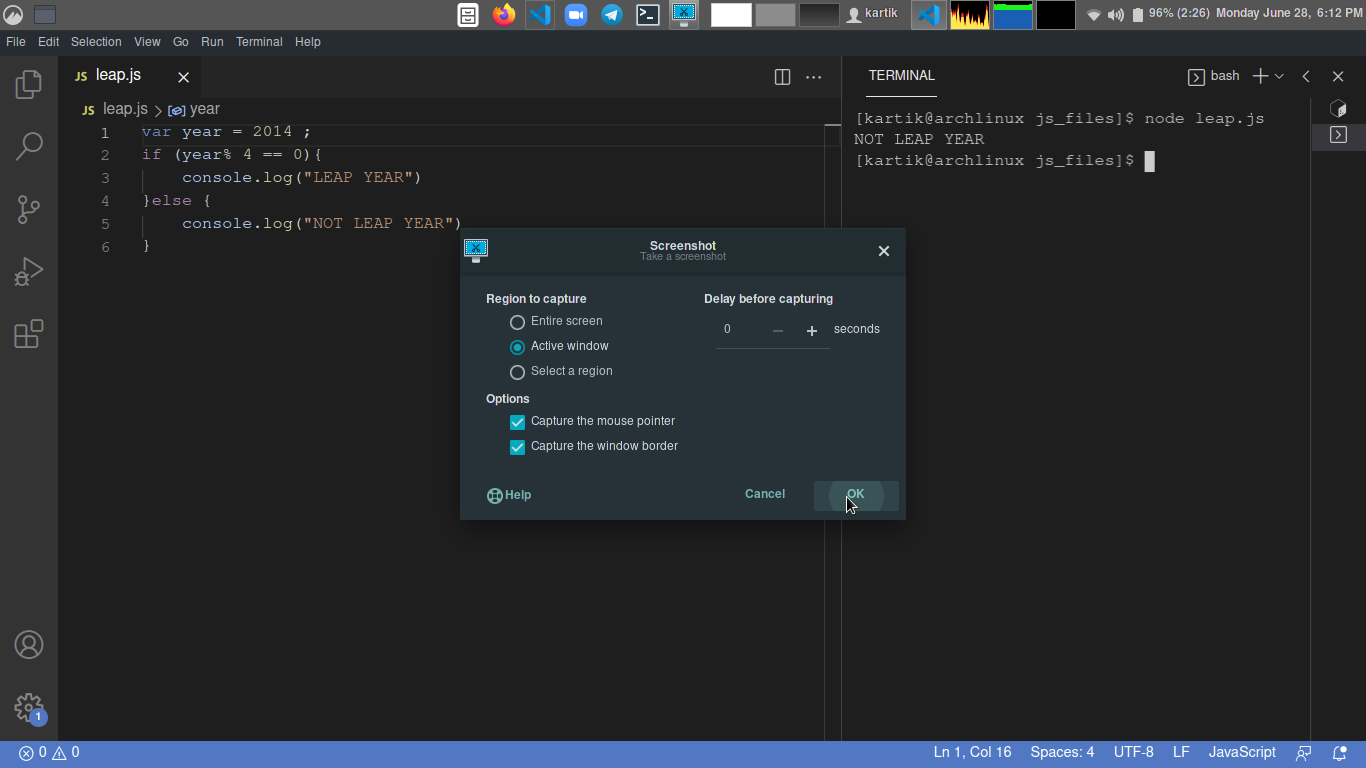 kartik
96% (2:26) Monday June 28, 6:12 PM
File Edit Selection View Go Run Terminal Help
JS leap.js
JS leap.js > year
1 var year = 2014 ;
2 if (year% 4 == 0){
3     console.log("LEAP YEAR")
4 }else {
5     console.log("NOT LEAP YEAR")
6 }
TERMINAL
bash
[kartik@archlinux js_files]$ node leap.js
NOT LEAP YEAR
[kartik@archlinux js_files]$
Screenshot
Take a screenshot
Region to capture
Entire screen
Active window
Select a region
Delay before capturing
0 − + seconds
Options
Capture the mouse pointer
Capture the window border
Help
Cancel
OK
1
0 0
Ln 1, Col 16 Spaces: 4 UTF-8 LF JavaScript